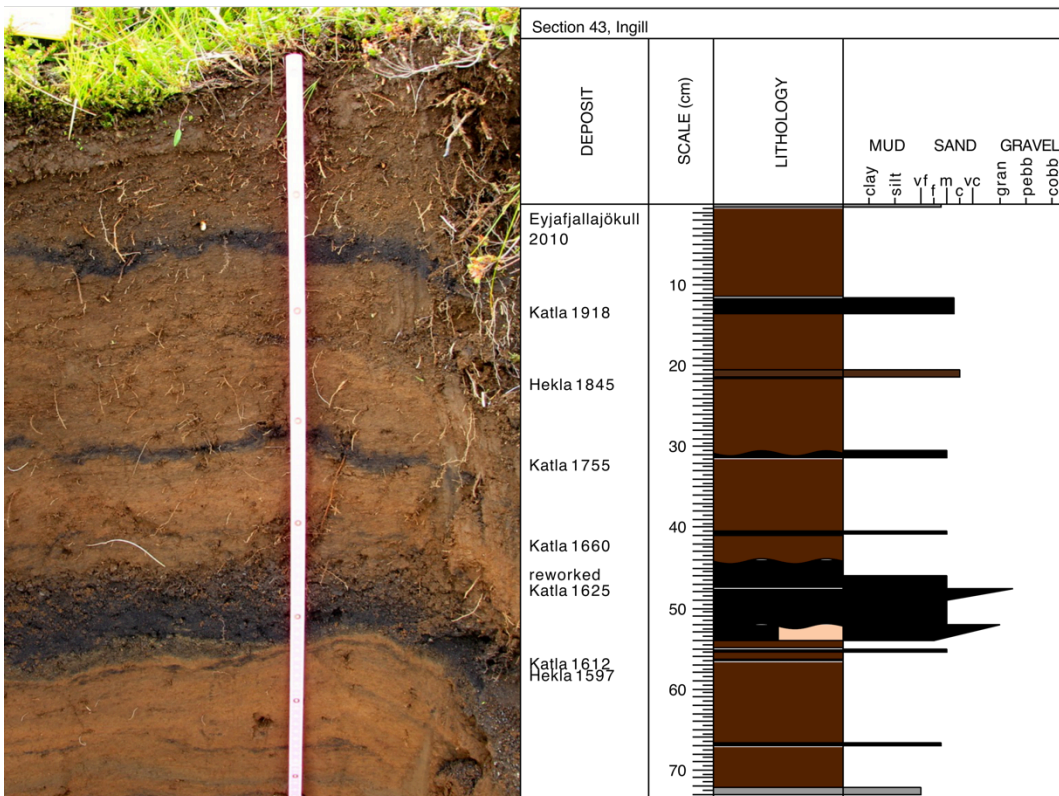 Section 43, Ingill
DEPOSIT
SCALE (cm)
LITHOLOGY
MUD SAND GRAVEL
clay silt vf f m c vc gran pebb cobb
Eyjafjallajökull
2010
10
Katla 1918
20
Hekla 1845
30
Katla 1755
40
Katla 1660
reworked
Katla 1625
50
Katla 1612
Hekla 1597
60
70